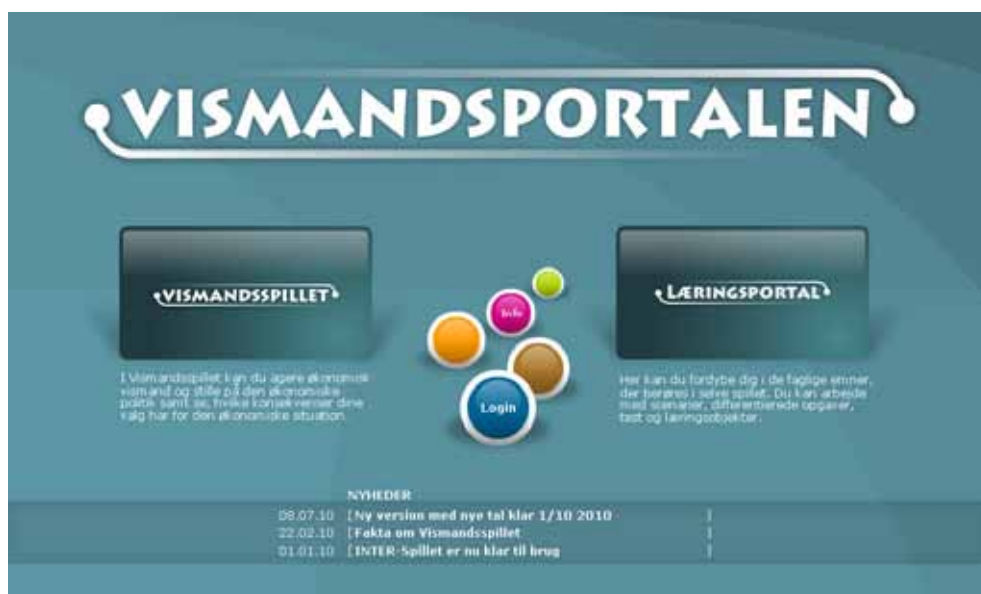 VISMANDSPORTALEN
VISMANDSSPILLET
I Vismandsspillet kan du agere økonomisk
vismand og stille på den økonomiske
politik samt se, hvilke konsekvenser dine
valg har for den økonomiske situation.
Info
Login
LÆRINGSPORTAL
Her kan du fordybe dig i de faglige emner,
der berøres i selve spillet. Du kan arbejde
med scenarier, differentierede opgaver,
test og læringsobjekter.
NYHEDER
08.07.10 [Ny version med nye tal klar 1/10 2010 ]
22.02.10 [Fakta om Vismandsspillet ]
01.01.10 [INTER-Spillet er nu klar til brug ]